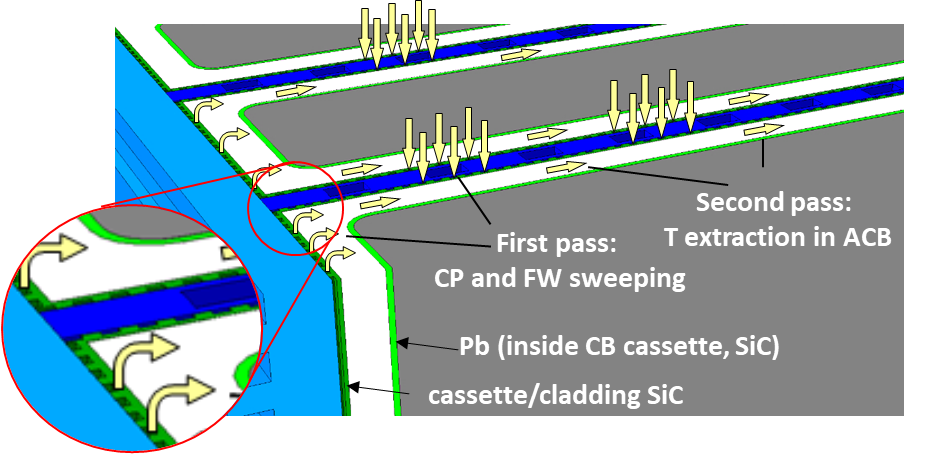 Second pass:
T extraction in ACB
First pass:
CP and FW sweeping
Pb (inside CB cassette, SiC)
cassette/cladding SiC